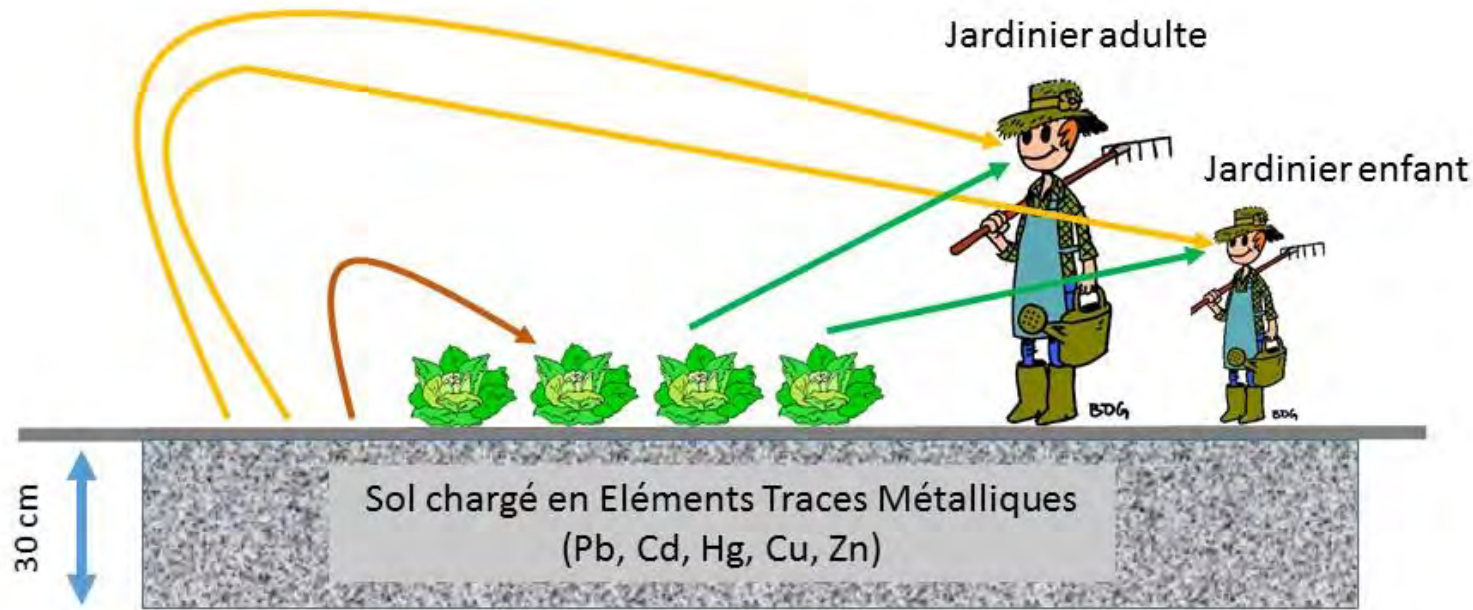 Jardinier adulte
Jardinier enfant
BDG
BDG
30 cm
Sol chargé en Eléments Traces Métalliques
(Pb, Cd, Hg, Cu, Zn)